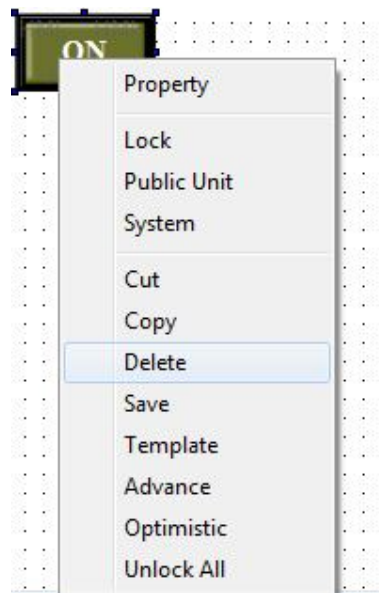 ON
Property
Lock
Public Unit
System
Cut
Copy
Delete
Save
Template
Advance
Optimistic
Unlock All